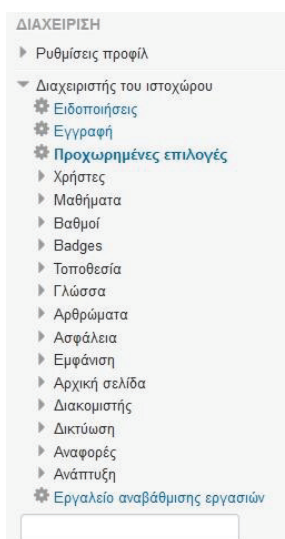 ΔΙΑΧΕΙΡΙΣΗ
Ρυθμίσεις προφίλ
Διαχειριστής του ιστοχώρου
Ειδοποιήσεις
Εγγραφή
Προχωρημένες επιλογές
Χρήστες
Μαθήματα
Βαθμοί
Badges
Τοποθεσία
Γλώσσα
Αρθρώματα
Ασφάλεια
Εμφάνιση
Αρχική σελίδα
Διακομιστής
Δικτύωση
Αναφορές
Ανάπτυξη
Εργαλείο αναβάθμισης εργασιών